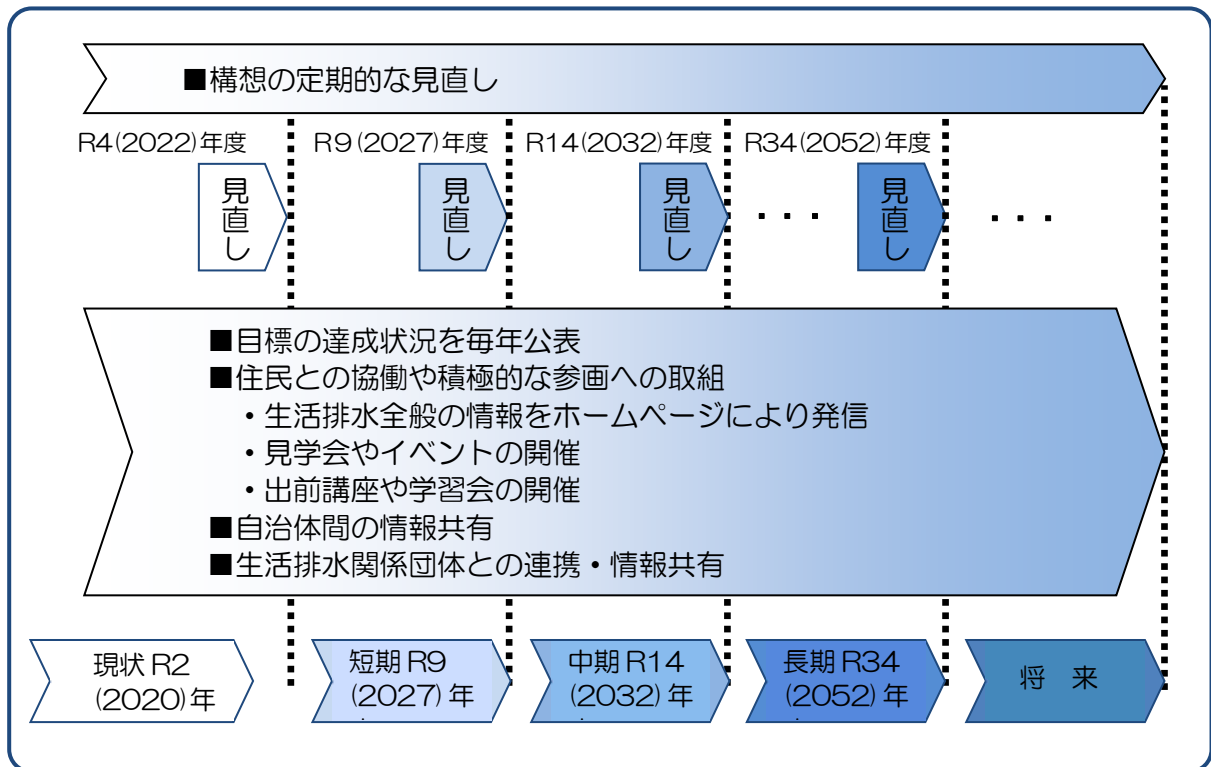 ■構想の定期的な見直し
R4(2022)年度 R9(2027)年度 R14(2032)年度 R34(2052)年度
見直し 見直し 見直し ・・・ 見直し ・・・
■目標の達成状況を毎年公表
■住民との協働や積極的な参画への取組
・生活排水全般の情報をホームページにより発信
・見学会やイベントの開催
・出前講座や学習会の開催
■自治体間の情報共有
■生活排水関係団体との連携・情報共有
現状 R2 短期 R9 中期 R14 長期 R34 将 来
(2020)年 (2027)年 (2032)年 (2052)年